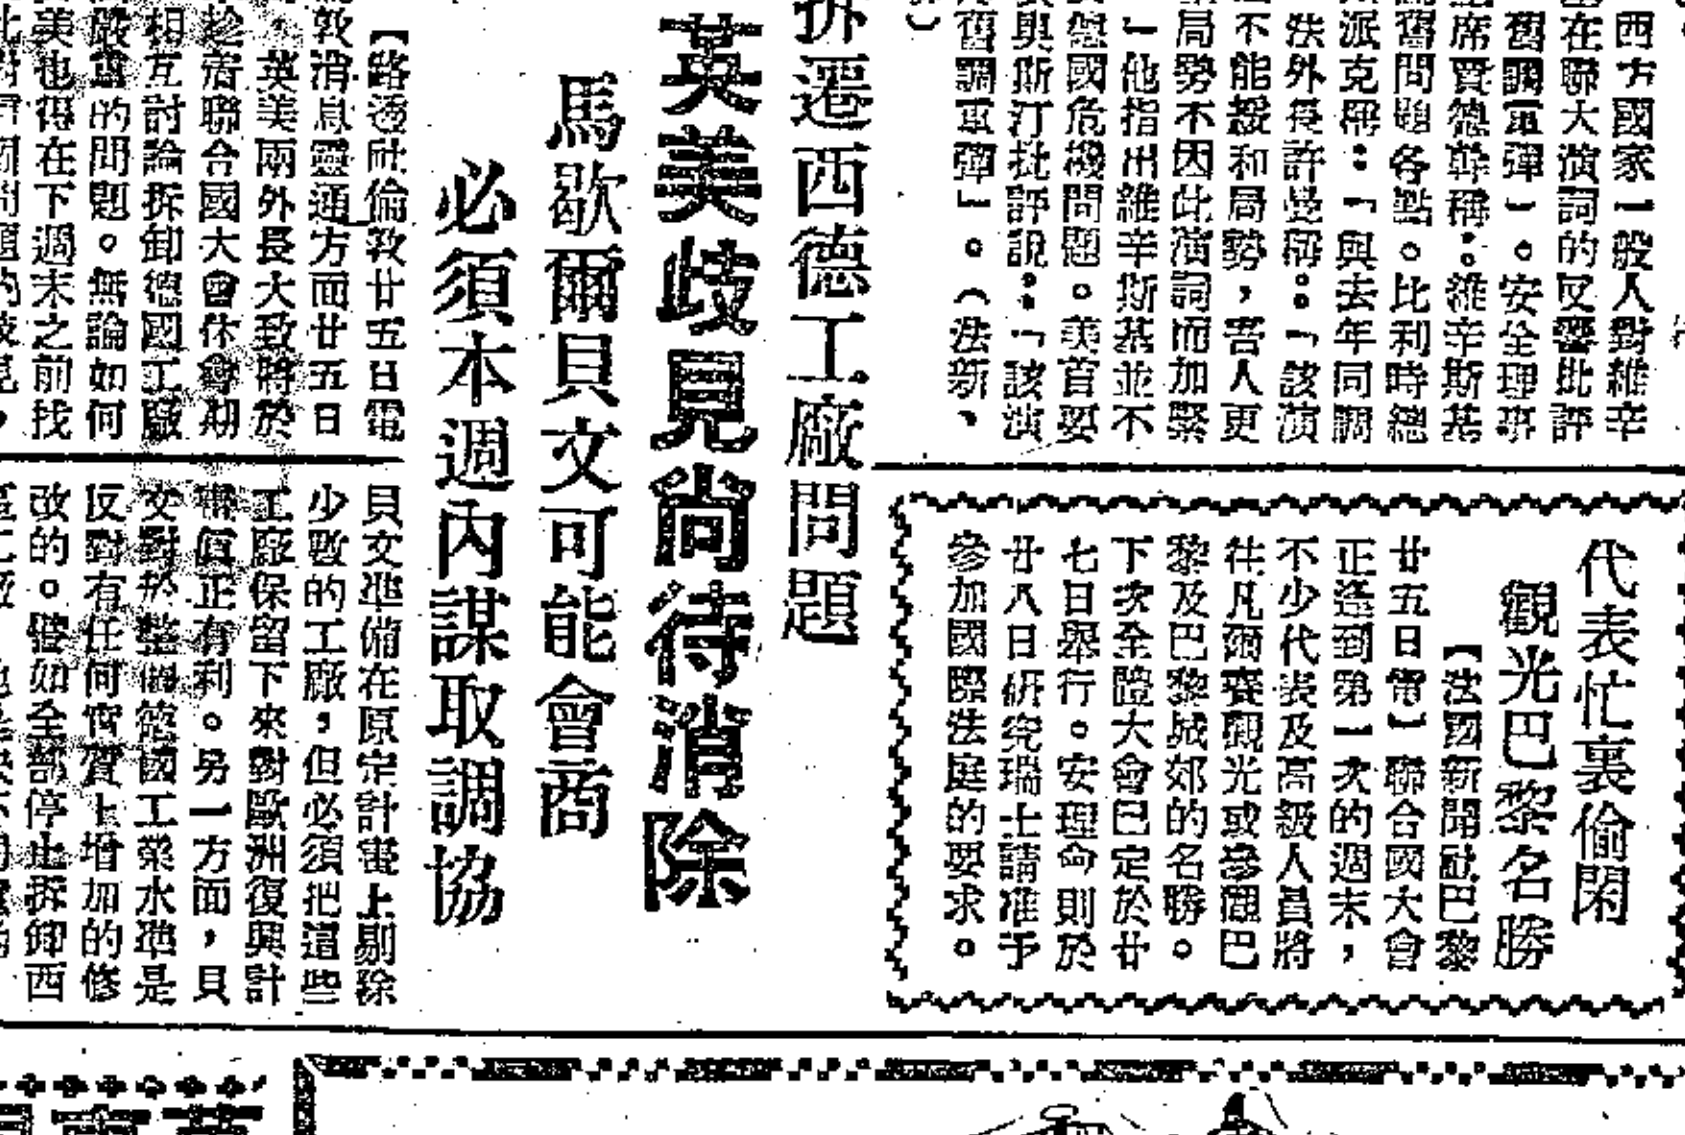 西方國家一般人對維辛
在聯大演詞的反響批評
舊調重彈」。安全理事
席賈德幹稱：維辛斯基
舊問題各點。比利時總
派克稱：「與去年同調
法外長許曼稱：「該演
不能緩和局勢，吾人更
局勢不因此演詞而加緊
」他指出維辛斯基並不
德國危機問題。美首要
與斯汀批評說：「該演
舊調重彈」。（法新、
）
代表忙裏偷閑
觀光巴黎名勝
【法國新聞社巴黎
廿五日電】聯合國大會
正逢到第一次的週末，
不少代表及高級人員將
往凡爾賽觀光或參觀巴
黎及巴黎城郊的名勝。
下次全體大會已定於廿
七日舉行。安理會則於
廿八日研究瑞士請准予
參加國際法庭的要求。
拆遷西德工廠問題
英美歧見尚待消除
馬歇爾貝文可能會商
必須本週內謀取調協
【路透社倫敦廿五日電
敦消息靈通方面廿五日
，英美兩外長大致將於
趁着聯合國大會休會期
相互討論拆卸德國工廠
嚴重的問題。無論如何
美也得在下週末之前找
貝文準備在原定計畫上剔除
少數的工廠，但必須把這些
工廠保留下來對歐洲復興計
真正有利。另一方面，貝
文對於整個德國工業水準是
反對有任何實質上增加的修
改的。譬如全部停止拆卸西